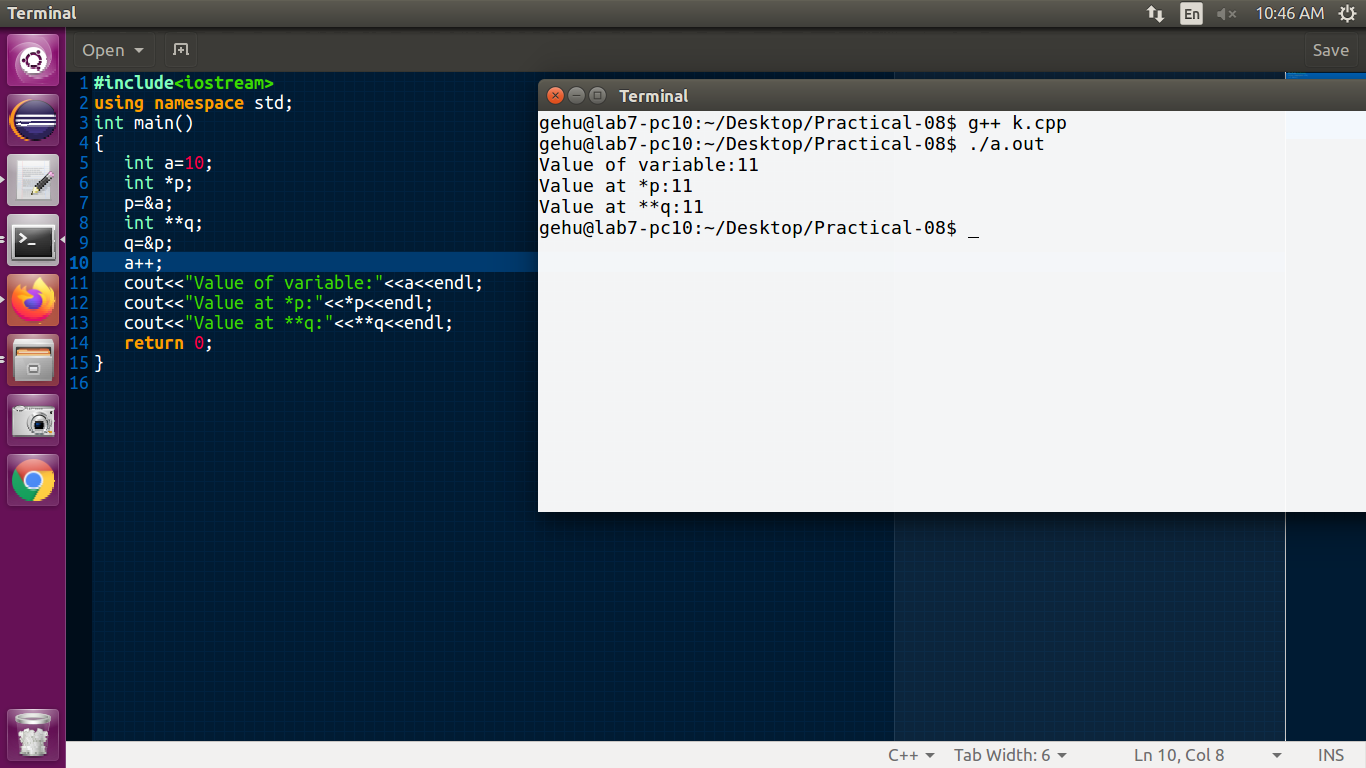 Terminal
En
10:46 AM
Open
Save
1 #include<iostream>
2 using namespace std;
3 int main()
4 {
5 int a=10;
6 int *p;
7 p=&a;
8 int **q;
9 q=&p;
10 a++;
11 cout<<"Value of variable:"<<a<<endl;
12 cout<<"Value at *p:"<<*p<<endl;
13 cout<<"Value at **q:"<<**q<<endl;
14 return 0;
15 }
16
Terminal
gehu@lab7-pc10:~/Desktop/Practical-08$ g++ k.cpp
gehu@lab7-pc10:~/Desktop/Practical-08$ ./a.out
Value of variable:11
Value at *p:11
Value at **q:11
gehu@lab7-pc10:~/Desktop/Practical-08$ _
C++
Tab Width: 6
Ln 10, Col 8
INS